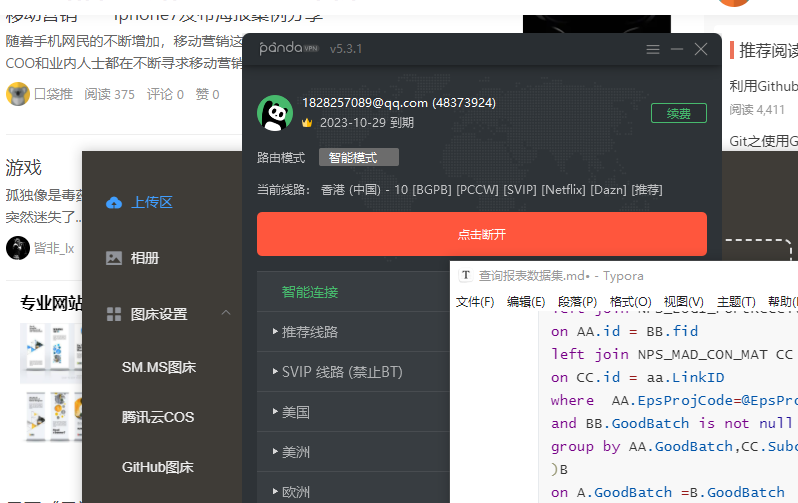 移动营销——iphone7发布海报案例分享
随着手机网民的不断增加，移动营销这
COO和业内人士都在不断寻求移动营销
口袋推 阅读 375 评论 0 赞 0
游戏
孤独像是毒药
突然迷失了..
皆非_lx
专业网站
上传区
相册
图床设置
SM.MS图床
腾讯云COS
GitHub图床
panda VPN v5.3.1
1828257089@qq.com (48373924)
2023-10-29 到期
续费
路由模式 智能模式
当前线路： 香港 (中国) - 10 [BGPB] [PCCW] [SVIP] [Netflix] [Dazn] [推荐]
点击断开
智能连接
推荐线路
SVIP 线路 (禁止BT)
美国
美洲
欧洲
推荐阅读
利用Github
阅读 4,411
Git之使用G
T 查询报表数据集.md• - Typora
文件(F) 编辑(E) 段落(P) 格式(O) 视图(V) 主题(T) 帮助(
on AA.id = BB.fid
left join NPS_MAD_CON_MAT CC
on CC.id = aa.LinkID
where AA.EpsProjCode=@EpsPro
and BB.GoodBatch is not null
group by AA.GoodBatch,CC.Subc
)B
on A.GoodBatch =B.GoodBatch